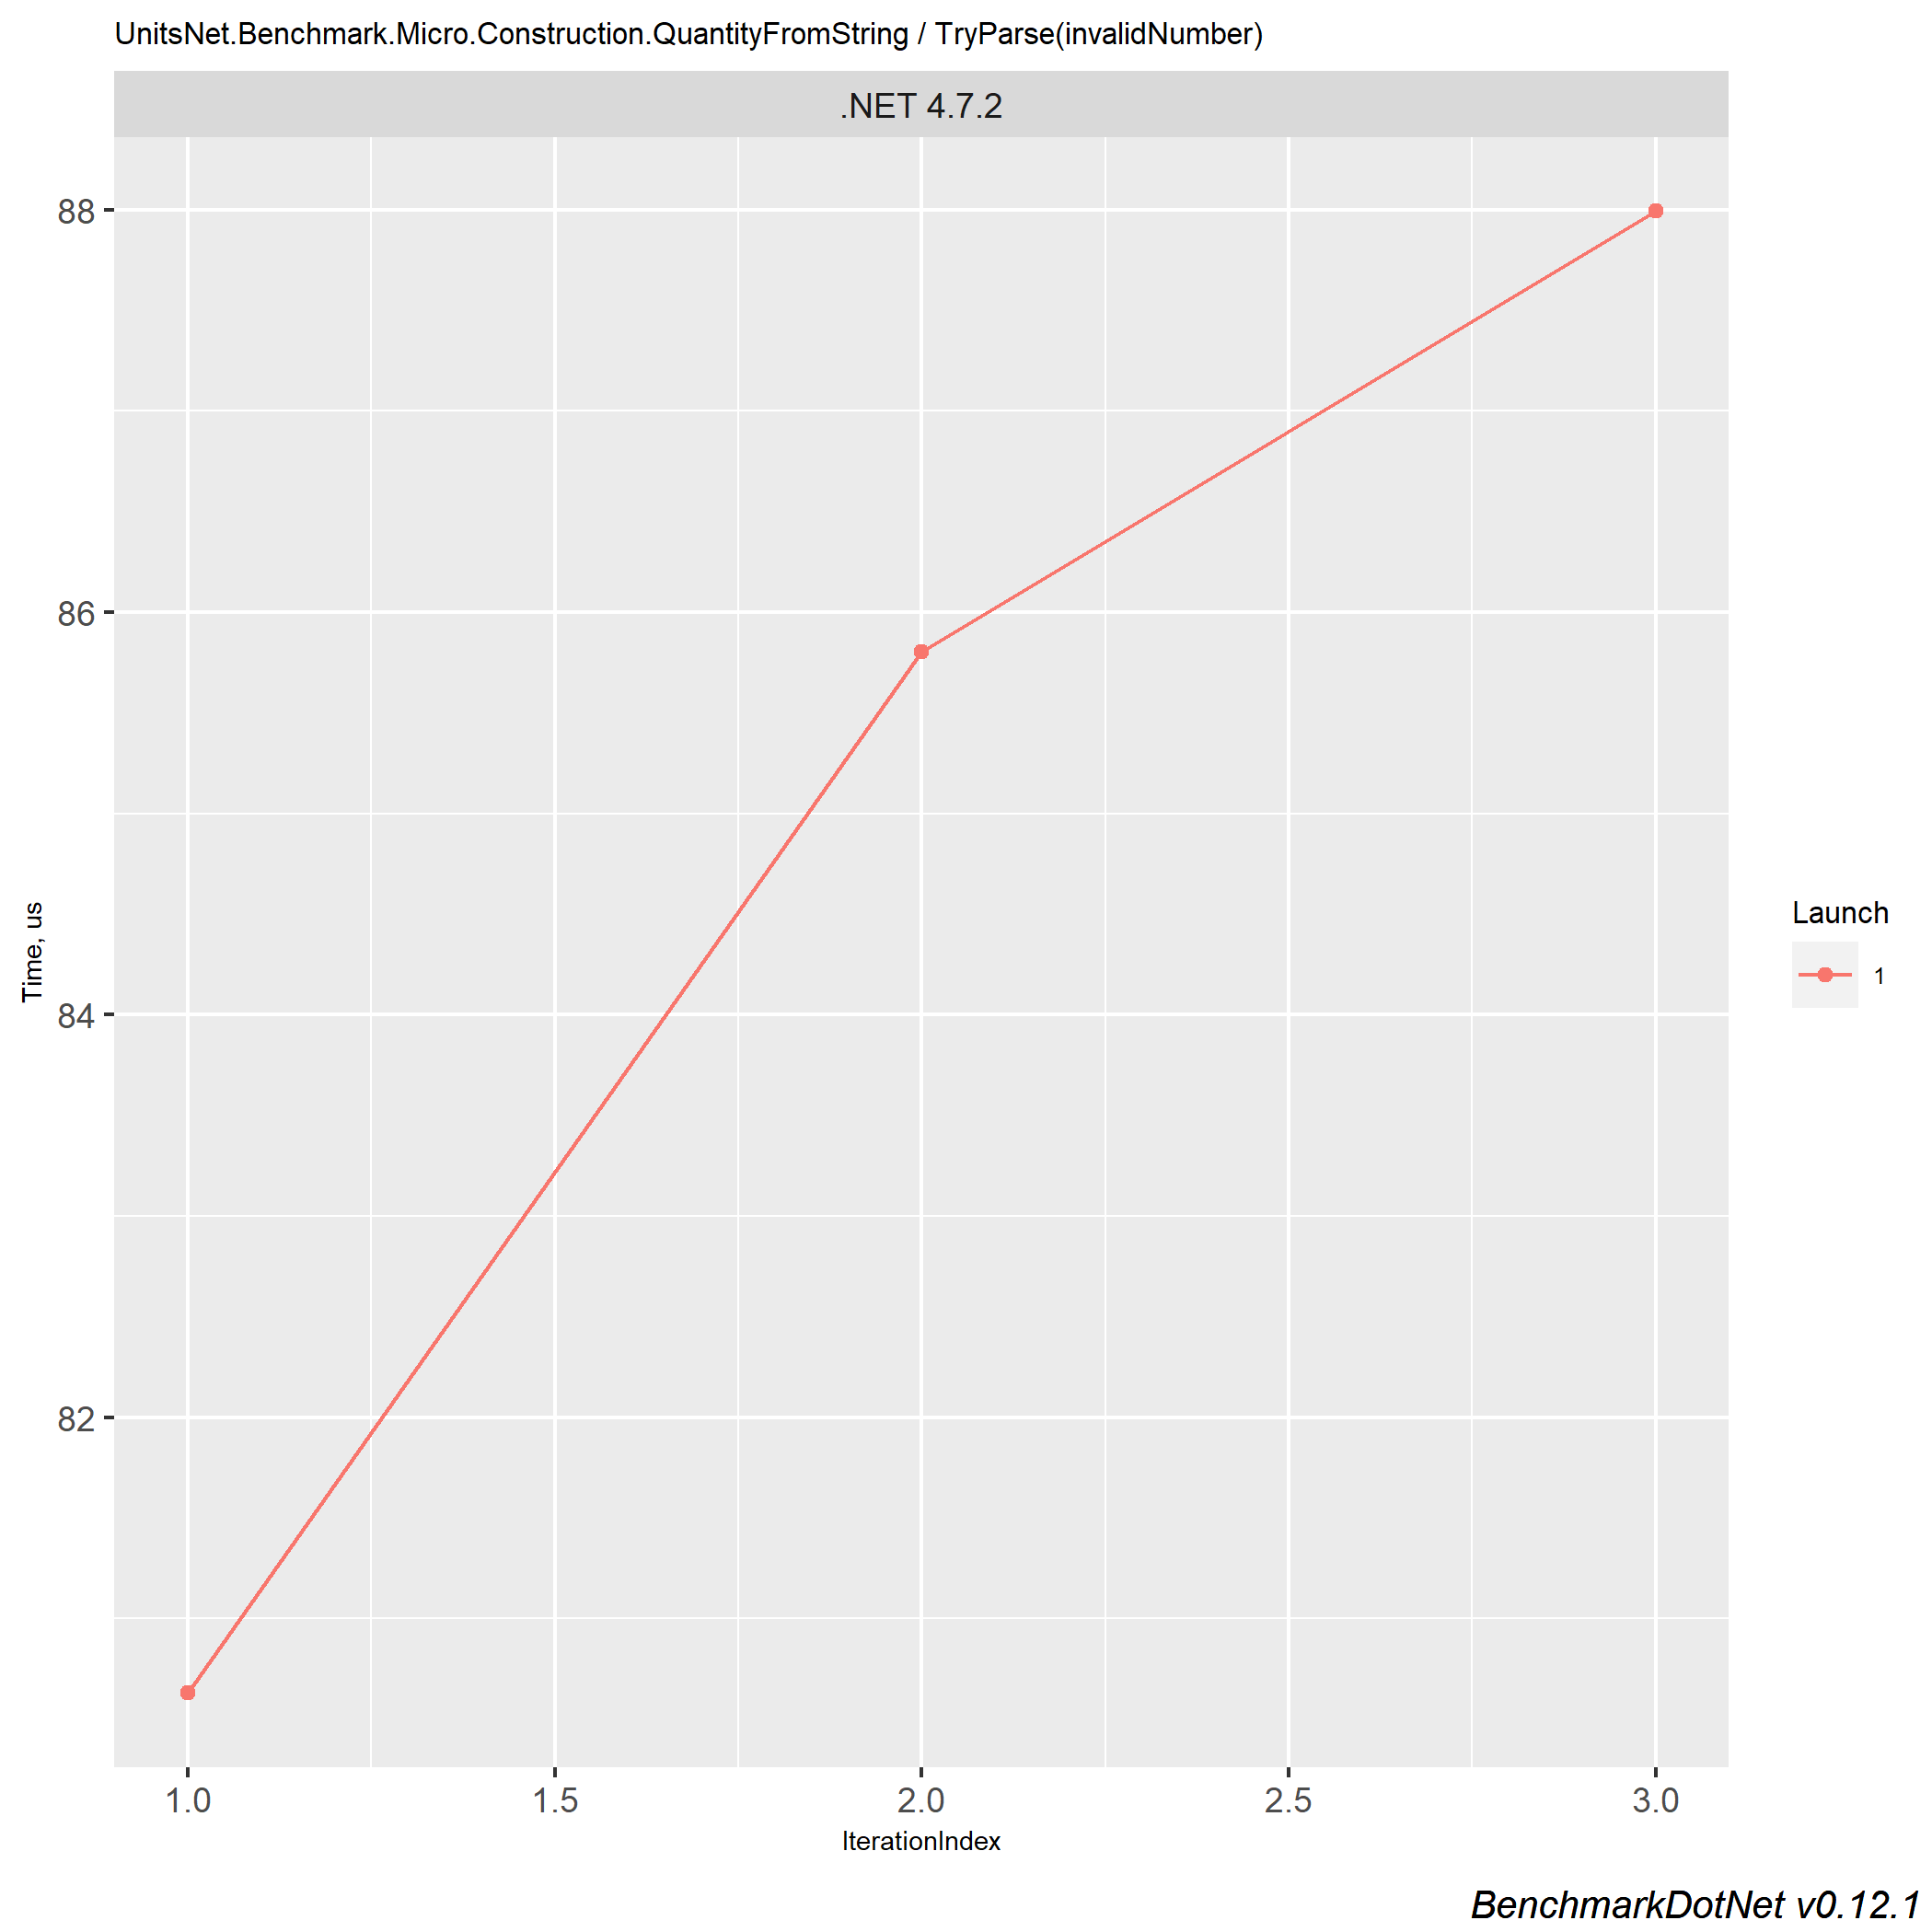 UnitsNet.Benchmark.Micro.Construction.QuantityFromString / TryParse(invalidNumber)
.NET 4.7.2
88
86
84
82
Time, us
1.0 1.5 2.0 2.5 3.0
IterationIndex
Launch
1
BenchmarkDotNet v0.12.1